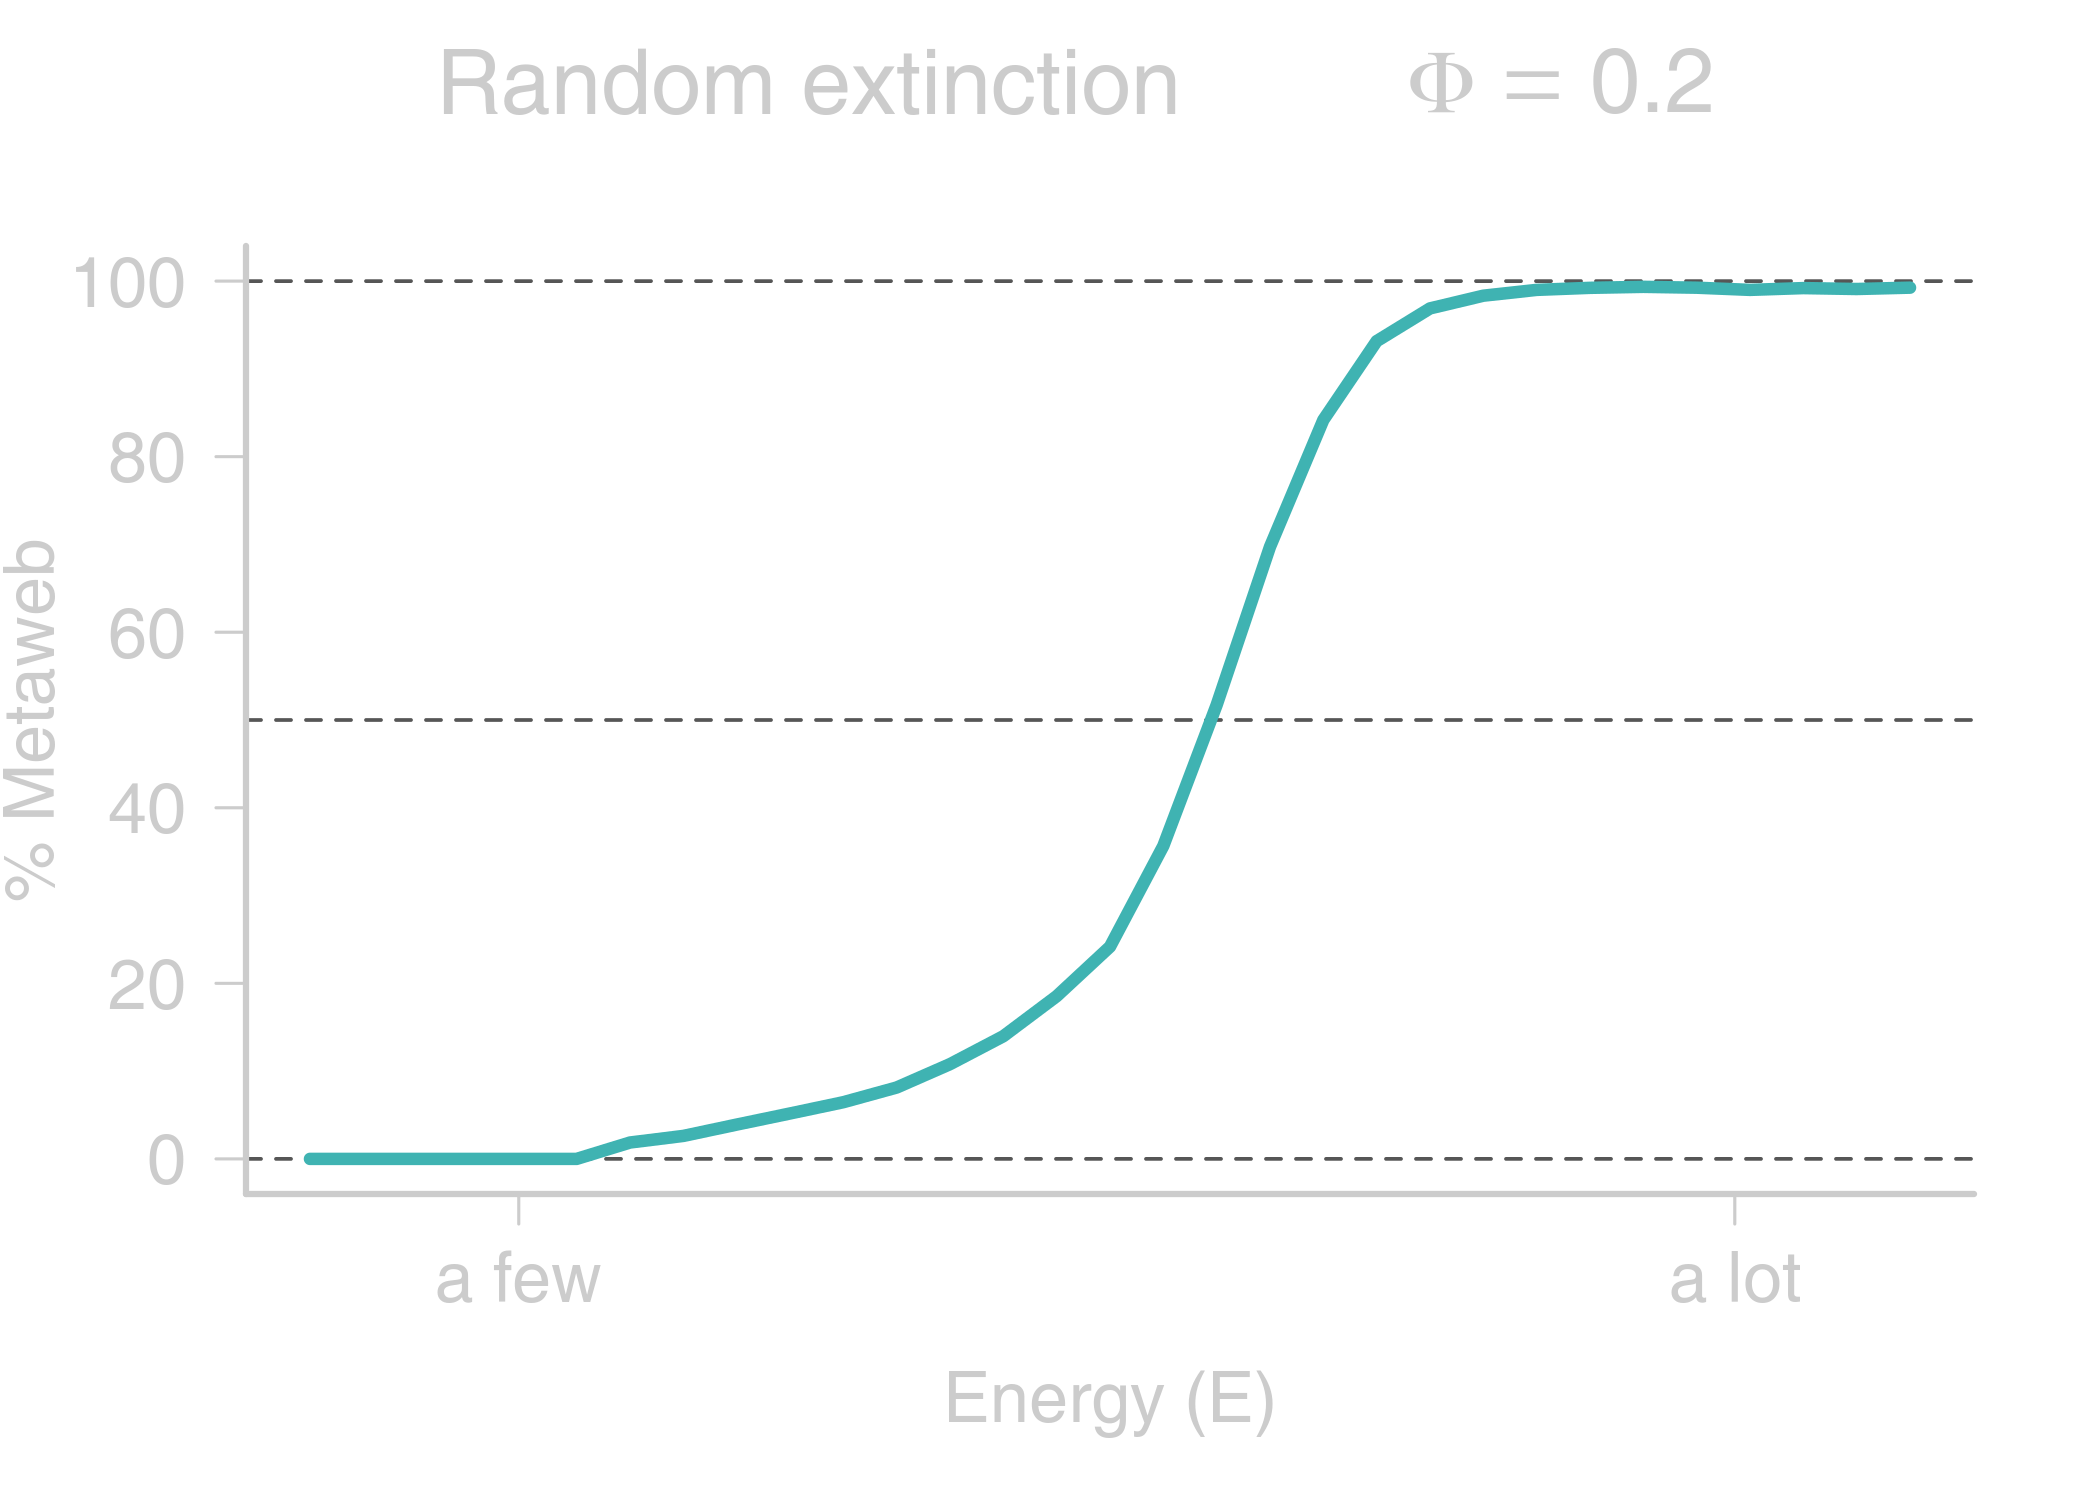 Random extinction Φ = 0.2
100
80
60
40
20
0
% Metaweb
a few a lot
Energy (E)